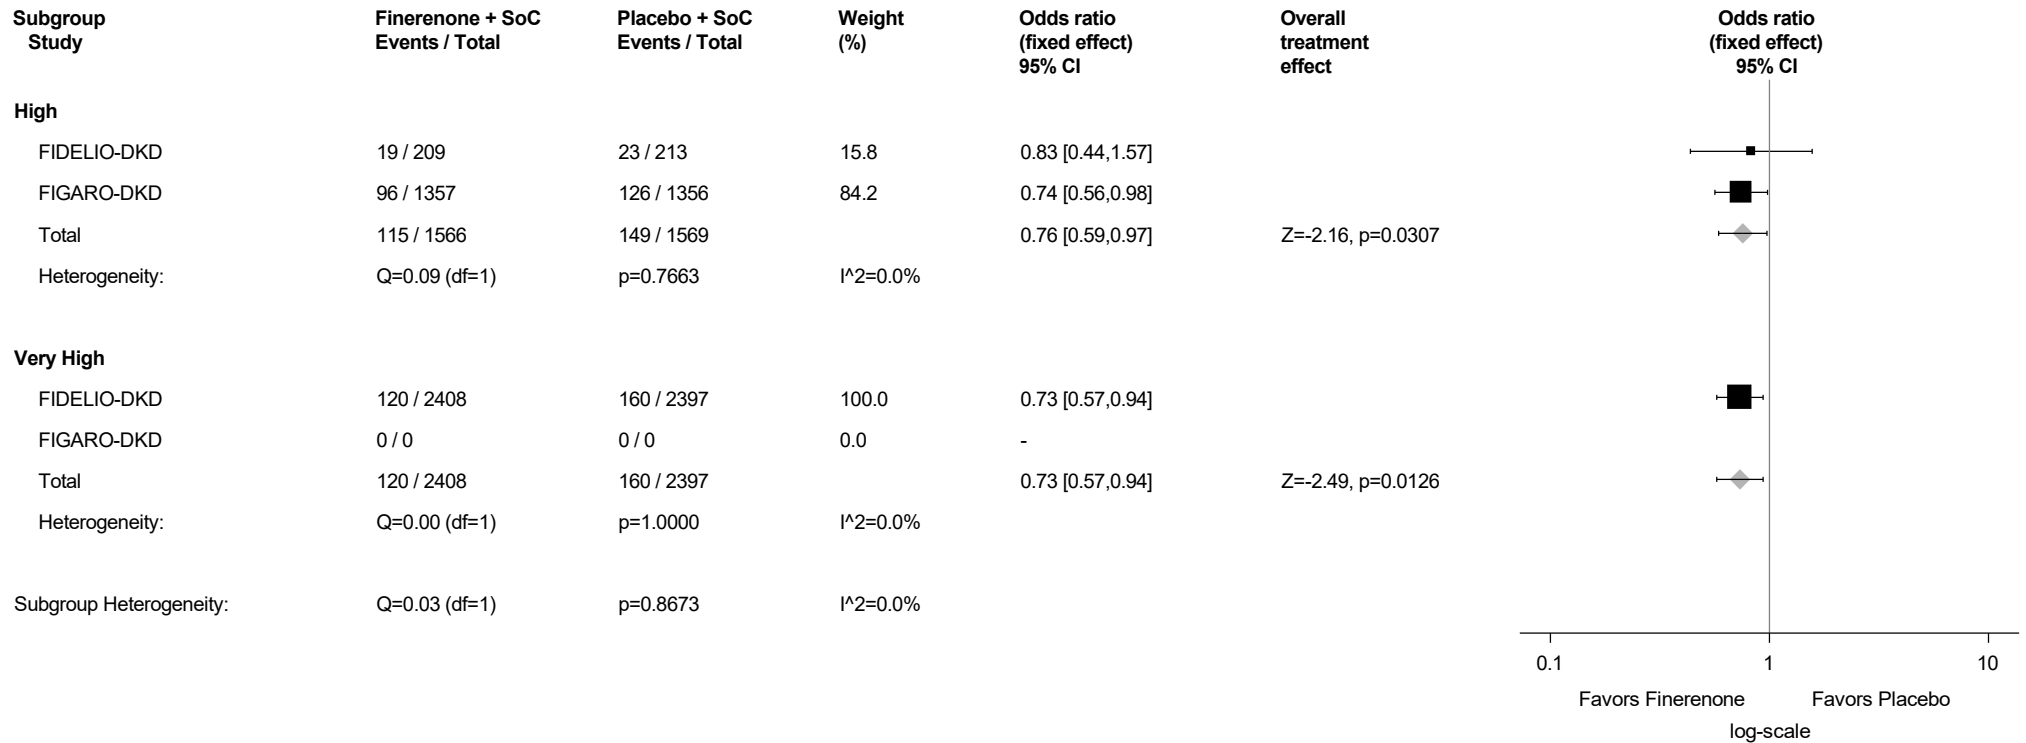 Subgroup Finerenone + SoC Placebo + SoC Weight Odds ratio Overall Odds ratio
Study Events / Total Events / Total (%) (fixed effect) treatment (fixed effect)
95% CI effect 95% CI
High
FIDELIO-DKD 19 / 209 23 / 213 15.8 0.83 [0.44,1.57]
FIGARO-DKD 96 / 1357 126 / 1356 84.2 0.74 [0.56,0.98]
Total 115 / 1566 149 / 1569 0.76 [0.59,0.97] Z=-2.16, p=0.0307
Heterogeneity: Q=0.09 (df=1) p=0.7663 I^2=0.0%
Very High
FIDELIO-DKD 120 / 2408 160 / 2397 100.0 0.73 [0.57,0.94]
FIGARO-DKD 0 / 0 0 / 0 0.0 -
Total 120 / 2408 160 / 2397 0.73 [0.57,0.94] Z=-2.49, p=0.0126
Heterogeneity: Q=0.00 (df=1) p=1.0000 I^2=0.0%
Subgroup Heterogeneity: Q=0.03 (df=1) p=0.8673 I^2=0.0%
0.1 1 10
Favors Finerenone Favors Placebo
log-scale